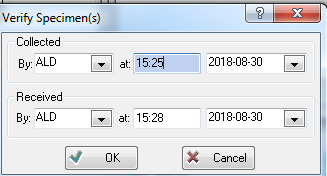 Verify Specimen(s) ?
Collected
By: ALD at: 15:25 2018-08-30
Received
By: ALD at: 15:28 2018-08-30
OK Cancel